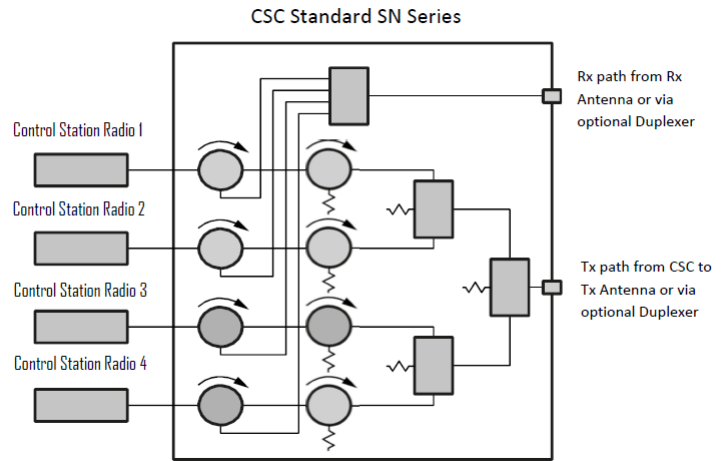 CSC Standard SN Series
Rx path from Rx
Antenna or via
optional Duplexer
Control Station Radio 1
Control Station Radio 2
Control Station Radio 3
Control Station Radio 4
Tx path from CSC to
Tx Antenna or via
optional Duplexer